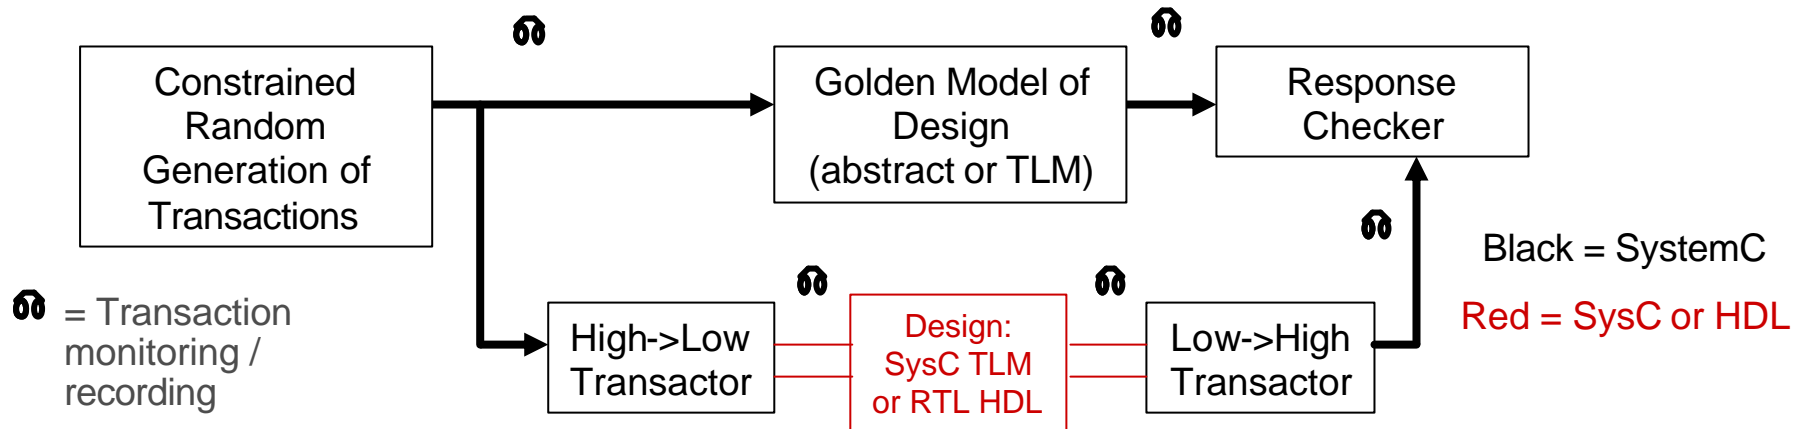 Constrained
Random
Generation of
Transactions
Golden Model of
Design
(abstract or TLM)
Response
Checker
= Transaction
monitoring /
recording
High->Low
Transactor
Design:
SysC TLM
or RTL HDL
Low->High
Transactor
Black = SystemC
Red = SysC or HDL